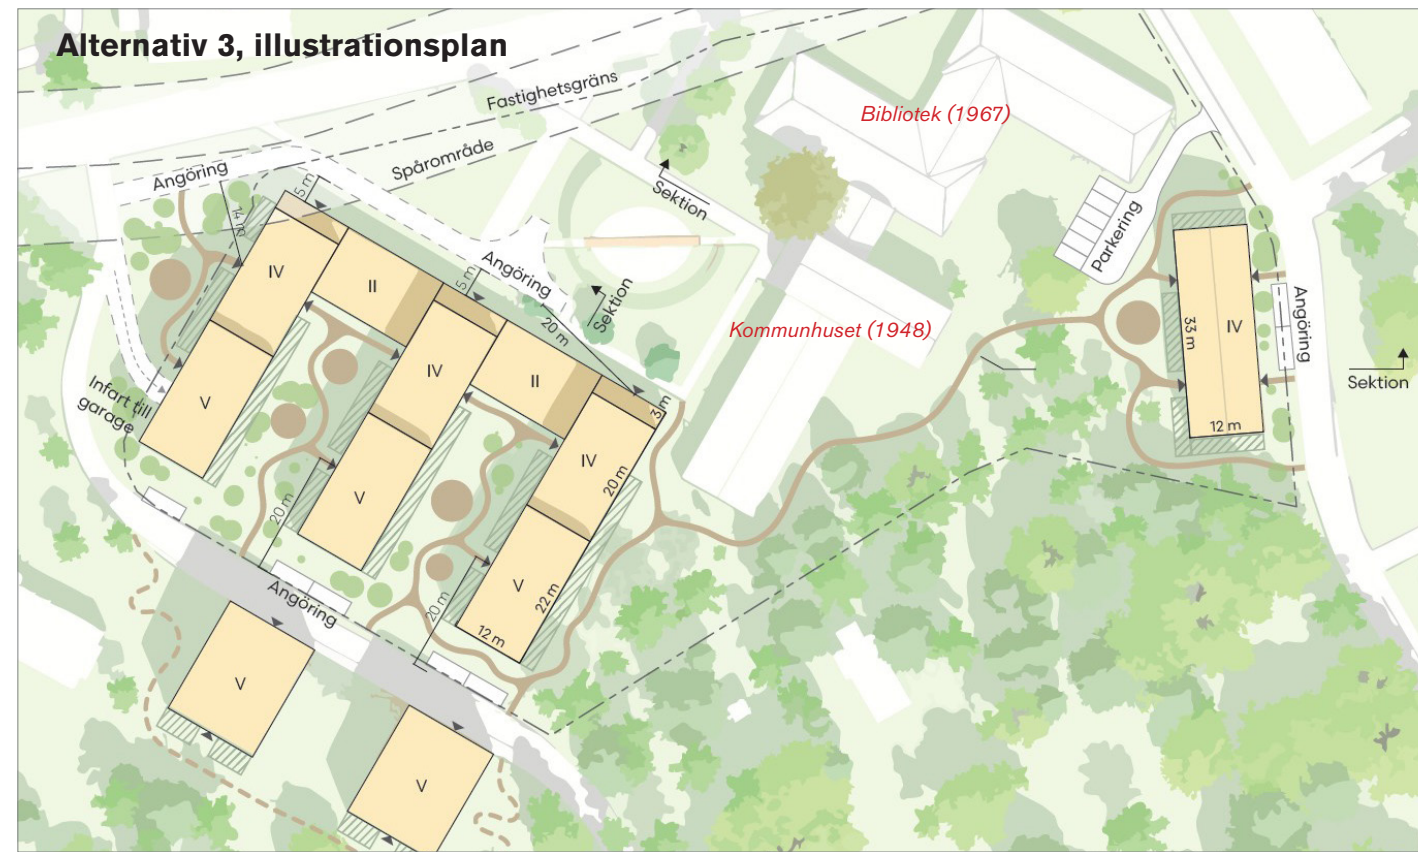 Alternativ 3, illustrationsplan
Fastighetsgräns
Bibliotek (1967)
Spårområde
Angöring
Sektion
5 m
14 m
Parkering
IV
II
Angöring
5 m
Sektion
20 m
Kommunhuset (1948)
33 m
IV
Angöring
Sektion
12 m
IV
II
Infart till
garage
V
3 m
IV
20 m
V
20 m
V
22 m
12 m
20 m
Angöring
V
V